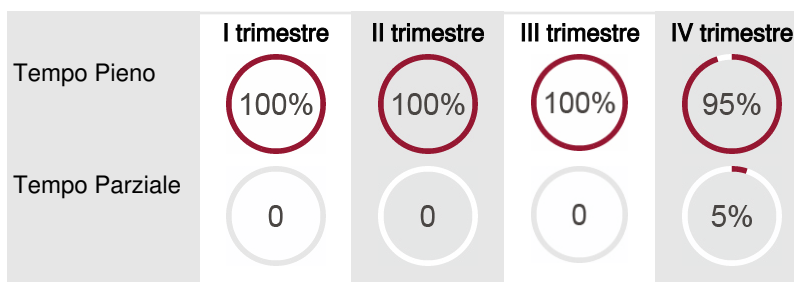 I trimestre II trimestre III trimestre IV trimestre
Tempo Pieno 100% 100% 100% 95%
Tempo Parziale 0 0 0 5%